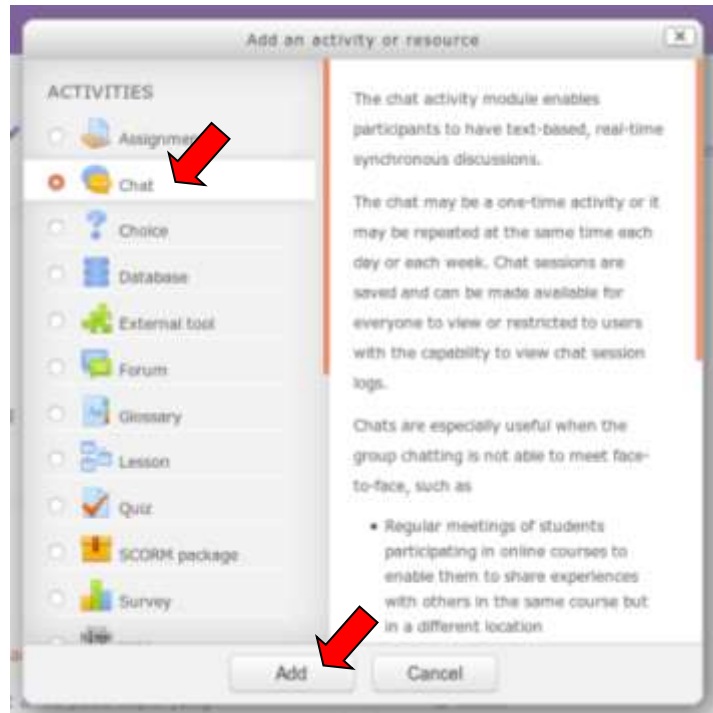 Add an activity or resource
ACTIVITIES
Assignment
Chat
Choice
Database
External tool
Forum
Glossary
Lesson
Quiz
SCORM package
Survey
The chat activity module enables
participants to have text-based, real-time
synchronous discussions.
The chat may be a one-time activity or it
may be repeated at the same time each
day or each week. Chat sessions are
saved and can be made available for
everyone to view or restricted to users
with the capability to view chat session
logs.
Chats are especially useful when the
group chatting is not able to meet face-
to-face, such as
• Regular meetings of students
participating in online courses to
enable them to share experiences
with others in the same course but
in a different location
Add
Cancel